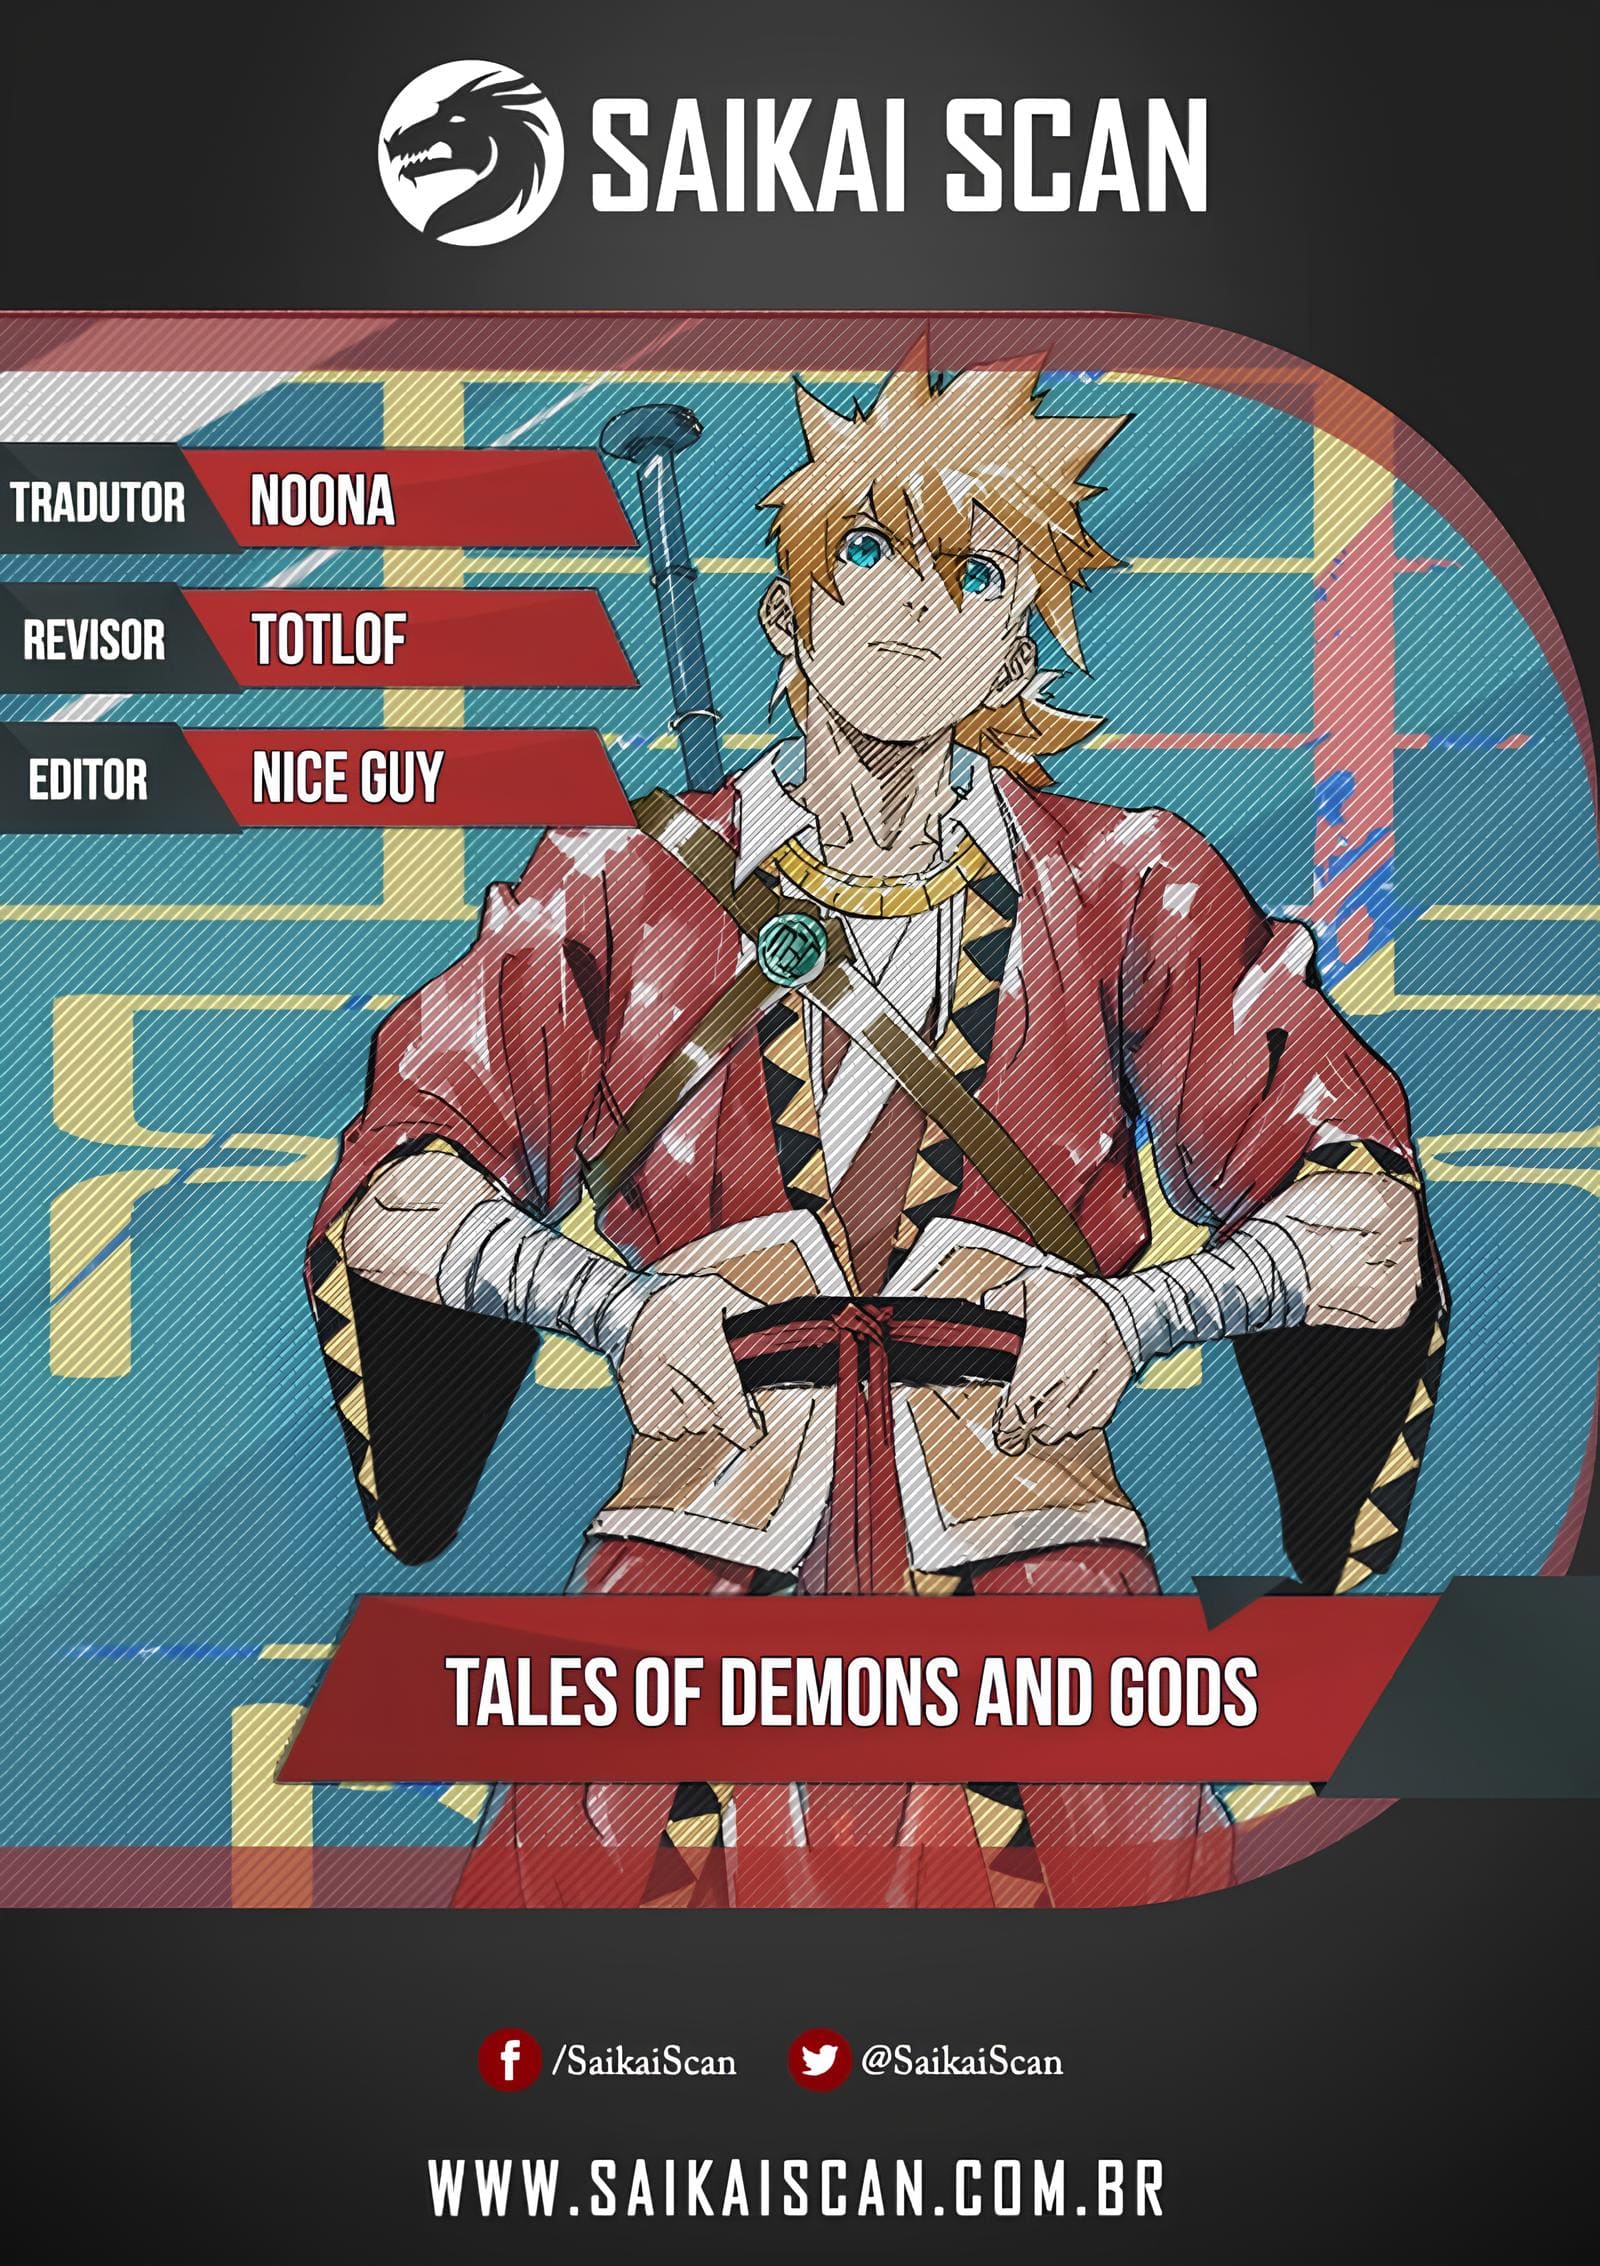 SAIKAI SCAN
TRADUTOR NOONA
REVISOR TOTLOF
EDITOR NICE GUY
TALES OF DEMONS AND GODS
/SaikaiScan @SaikaiScan
WWW.SAIKAISCAN.COM.BR